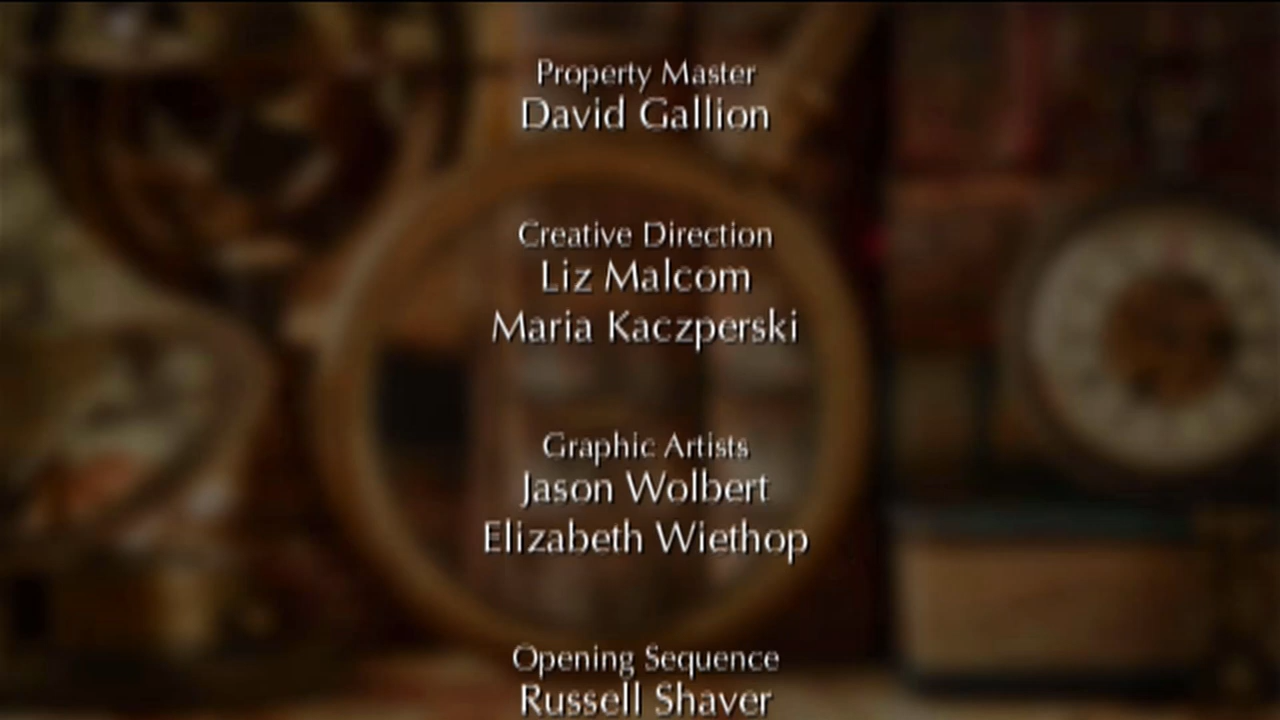 Property Master
David Gallion
Creative Direction
Liz Malcom
Maria Kaczperski
Graphic Artists
Jason Wolbert
Elizabeth Wiethop
Opening Sequence
Russell Shaver